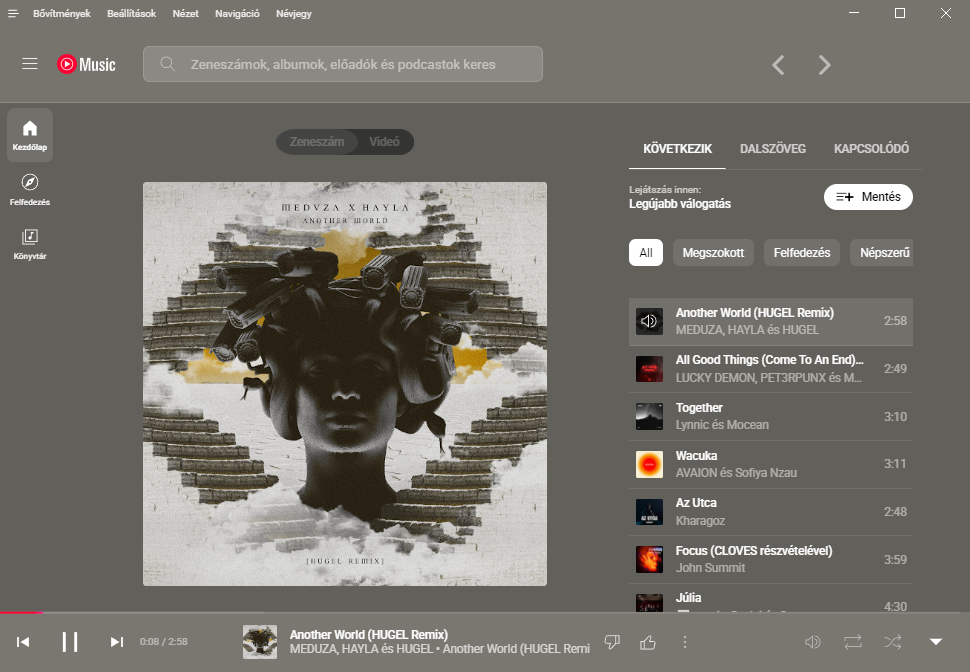 Bővítmények Beállítások Nézet Navigáció Névjegy
Music
Zeneszámok, albumok, előadók és podcastok keres
Kezdőlap
Felfedezés
Könyvtár
Zeneszám Videó
MEDUZA X HAYLA
ANOTHER WORLD
[HUGEL REMIX]
KÖVETKEZIK DALSZÖVEG KAPCSOLÓDÓ
Lejátszás innen:
Legújabb válogatás
Mentés
All Megszokott Felfedezés Népszerű
Another World (HUGEL Remix)
MEDUZA, HAYLA és HUGEL
2:58
All Good Things (Come To An End)...
LUCKY DEMON, PET3RPUNX és M...
2:49
Together
Lynnic és Mocean
3:10
Wacuka
AVAION és Sofiya Nzau
3:11
Az Utca
Kharagoz
2:48
Focus (CLOVES részvételével)
John Summit
3:59
Júlia
4:30
0:08 / 2:58
Another World (HUGEL Remix)
MEDUZA, HAYLA és HUGEL • Another World (HUGEL Remi